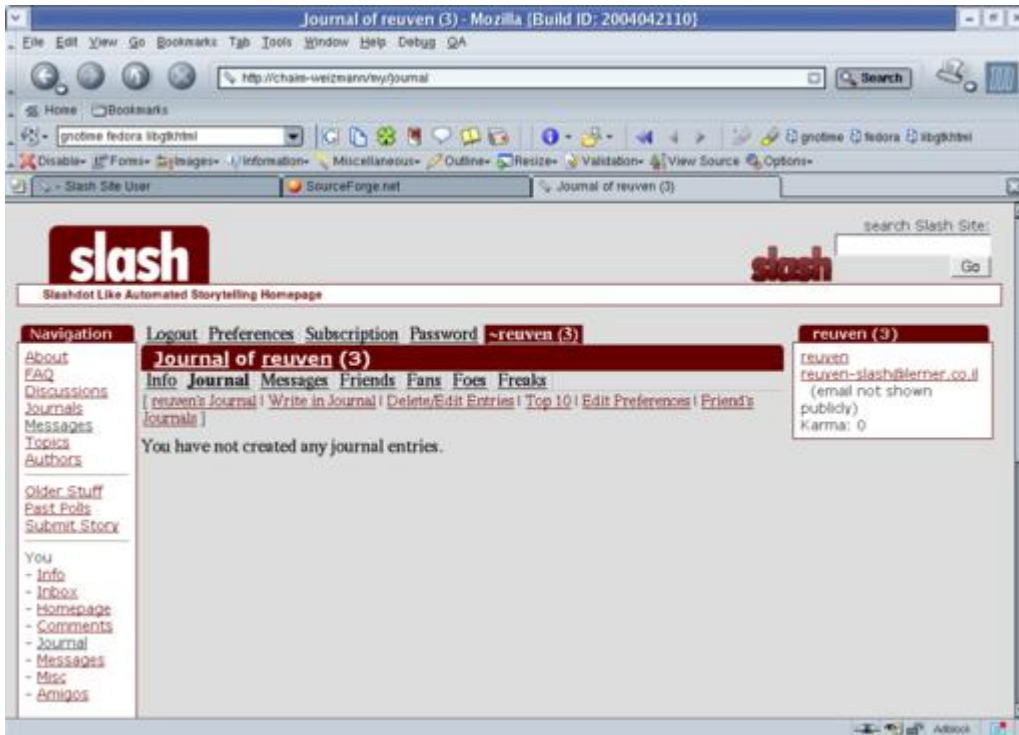 Journal of reuven (3) - Mozilla {Build ID: 2004042110}
File Edit View Go Bookmarks Tab Tools Window Help Debug QA
http://chaim-weizmann/my/journal Search
Home Bookmarks
gnotime fedora libgtkhtml gnotime fedora libgtkhtml
Disable Forms Images Information Miscellaneous Outline Resize Validation View Source Options
- Slash Site User SourceForge.net Journal of reuven (3)
slash
search Slash Site:
slash Go
Slashdot Like Automated Storytelling Homepage
Navigation
About
FAQ
Discussions
Journals
Messages
Topics
Authors
Older Stuff
Past Polls
Submit Story
You
- Info
- Inbox
- Homepage
- Comments
- Journal
- Messages
- Misc
- Amigos
Logout Preferences Subscription Password ~reuven (3)
Journal of reuven (3)
Info Journal Messages Friends Fans Foes Freaks
[ reuven's Journal | Write in Journal | Delete/Edit Entries | Top 10 | Edit Preferences | Friend's
Journals ]
You have not created any journal entries.
reuven (3)
reuven
reuven-slash@lerner.co.il
(email not shown
publicly)
Karma: 0
Adblock